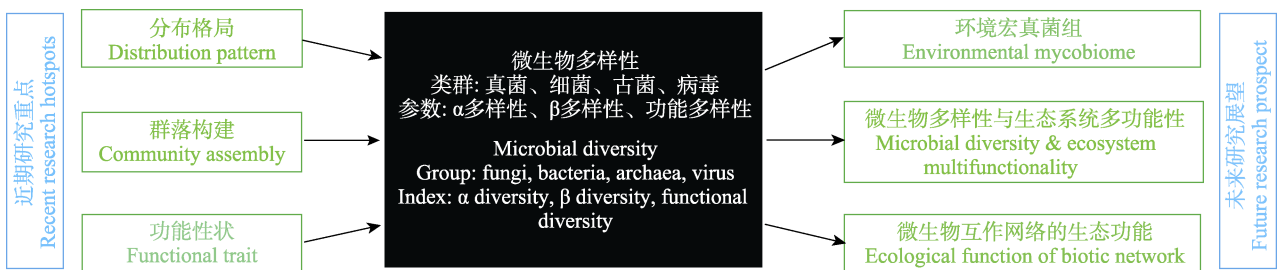 近期研究重点
Recent research hotspots
分布格局
Distribution pattern
群落构建
Community assembly
功能性状
Functional trait
微生物多样性
类群: 真菌、细菌、古菌、病毒
参数: α多样性、β多样性、功能多样性
Microbial diversity
Group: fungi, bacteria, archaea, virus
Index: α diversity, β diversity, functional
diversity
环境宏真菌组
Environmental mycobiome
微生物多样性与生态系统多功能性
Microbial diversity & ecosystem
multifunctionality
微生物互作网络的生态功能
Ecological function of biotic network
未来研究展望
Future research prospect